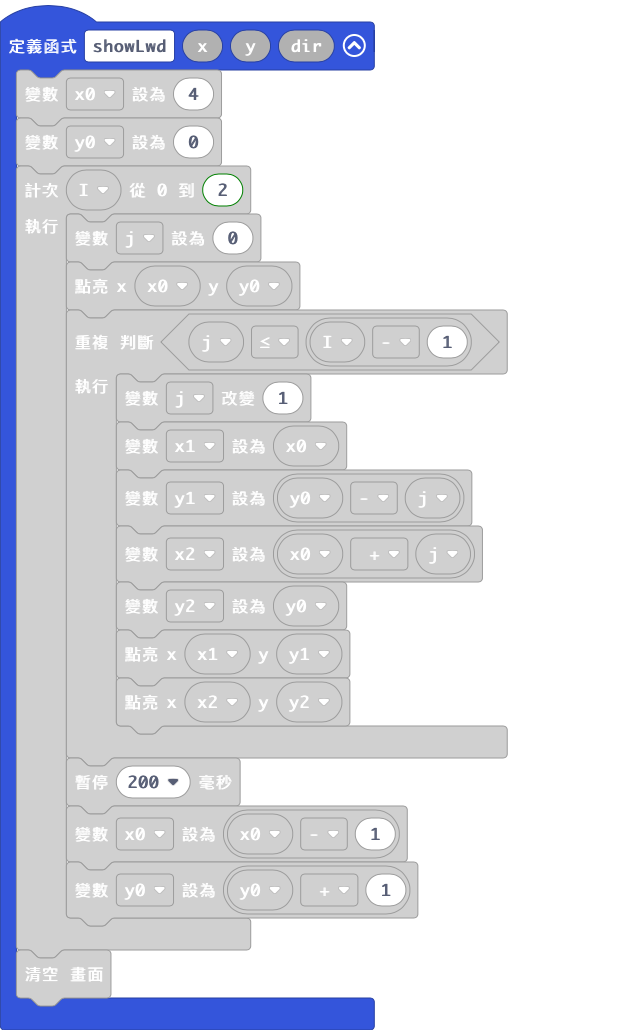 定義函式 showLwd x y dir
變數 x0 設為 4
變數 y0 設為 0
計次 I 從 0 到 2
執行
變數 j 設為 0
點亮 x x0 y y0
重複 判斷 j ≤ I - 1
執行
變數 j 改變 1
變數 x1 設為 x0
變數 y1 設為 y0 - j
變數 x2 設為 x0 + j
變數 y2 設為 y0
點亮 x x1 y y1
點亮 x x2 y y2
暫停 200 毫秒
變數 x0 設為 x0 - 1
變數 y0 設為 y0 + 1
清空 畫面